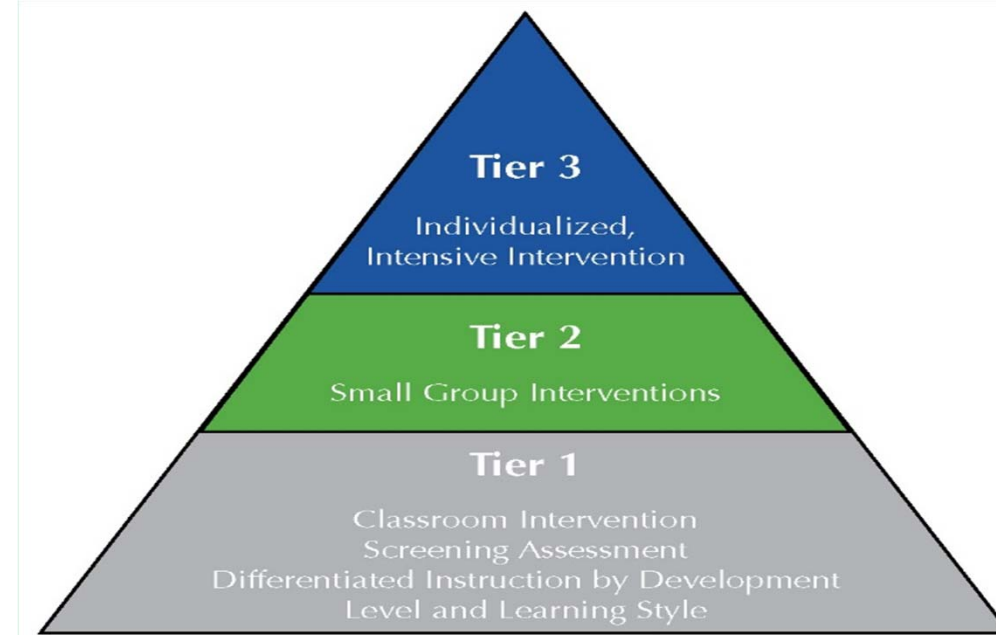 Tier 3
Individualized,
Intensive Intervention
Tier 2
Small Group Interventions
Tier 1
Classroom Intervention
Screening Assessment
Differentiated Instruction by Development
Level and Learning Style